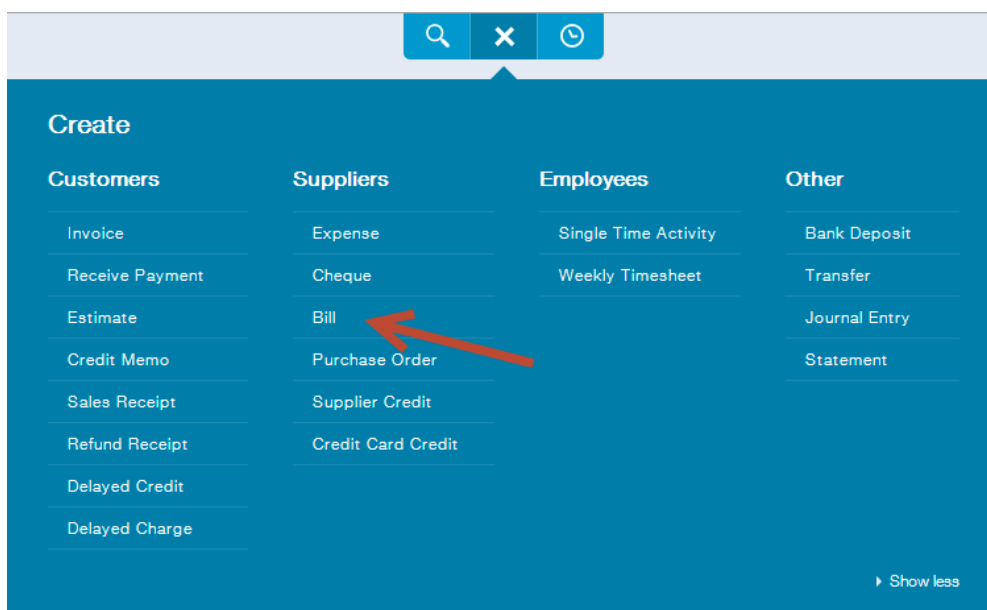 Create
Customers
Invoice
Receive Payment
Estimate
Credit Memo
Sales Receipt
Refund Receipt
Delayed Credit
Delayed Charge
Suppliers
Expense
Cheque
Bill
Purchase Order
Supplier Credit
Credit Card Credit
Employees
Single Time Activity
Weekly Timesheet
Other
Bank Deposit
Transfer
Journal Entry
Statement
Show less